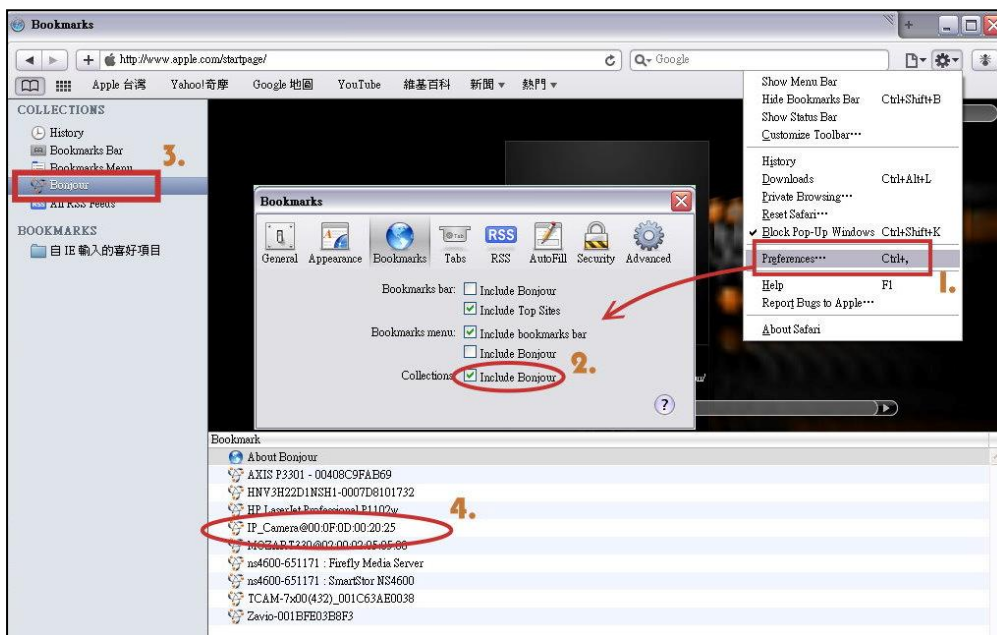 Bookmarks
http://www.apple.com/startpage/
Google
Apple 台灣 Yahoo!奇摩 Google 地圖 YouTube 維基百科 新聞 熱門
COLLECTIONS
History
Bookmarks Bar
Bookmarks Menu
Bonjour
All RSS Feeds
BOOKMARKS
自 IE 輸入的喜好項目
3.
Show Menu Bar
Hide Bookmarks Bar Ctrl+Shift+B
Show Status Bar
Customize Toolbar...
History
Downloads Ctrl+Alt+L
Private Browsing...
Reset Safari...
Block Pop-Up Windows Ctrl+Shift+K
Preferences... Ctrl+,
1.
Help F1
Report Bugs to Apple...
About Safari
Bookmarks
General Appearance Bookmarks Tabs RSS AutoFill Security Advanced
Bookmarks bar: Include Bonjour
Include Top Sites
Bookmarks menu: Include bookmarks bar
Include Bonjour
2.
Collections: Include Bonjour
Bookmark
About Bonjour
AXIS P3301 - 00408C9FAB69
HNV3H22D1NSH1-0007D8101732
HP LaserJet Professional P1102w
4.
IP_Camera@00:0F:0D:00:20:25
ns4600-651171 : Firefly Media Server
ns4600-651171 : SmartStor NS4600
TCAM-7x00(432)_001C63AE0038
Zavio-001BFE03B8F3